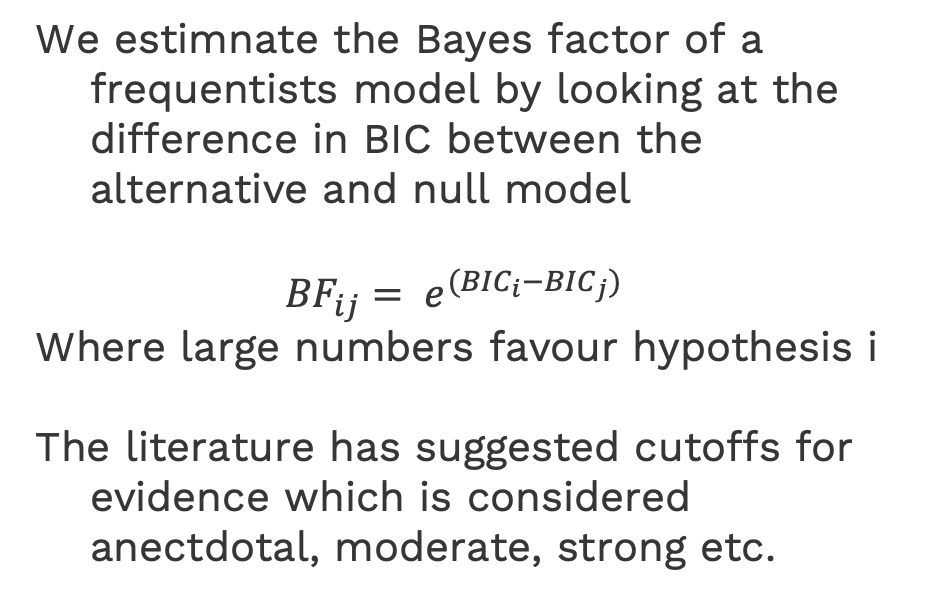 We estimnate the Bayes factor of a
frequentists model by looking at the
difference in BIC between the
alternative and null model
BF_{ij} = e^{(BIC_i-BIC_j)}
Where large numbers favour hypothesis i
The literature has suggested cutoffs for
evidence which is considered
anectdotal, moderate, strong etc.